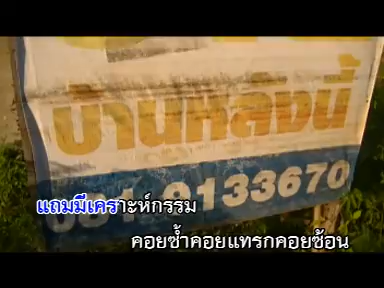 บ้านหลังนี้
081-9133670
แถมมีเคราะห์กรรม
คอยซ้ำคอยแทรกคอยซ้อน